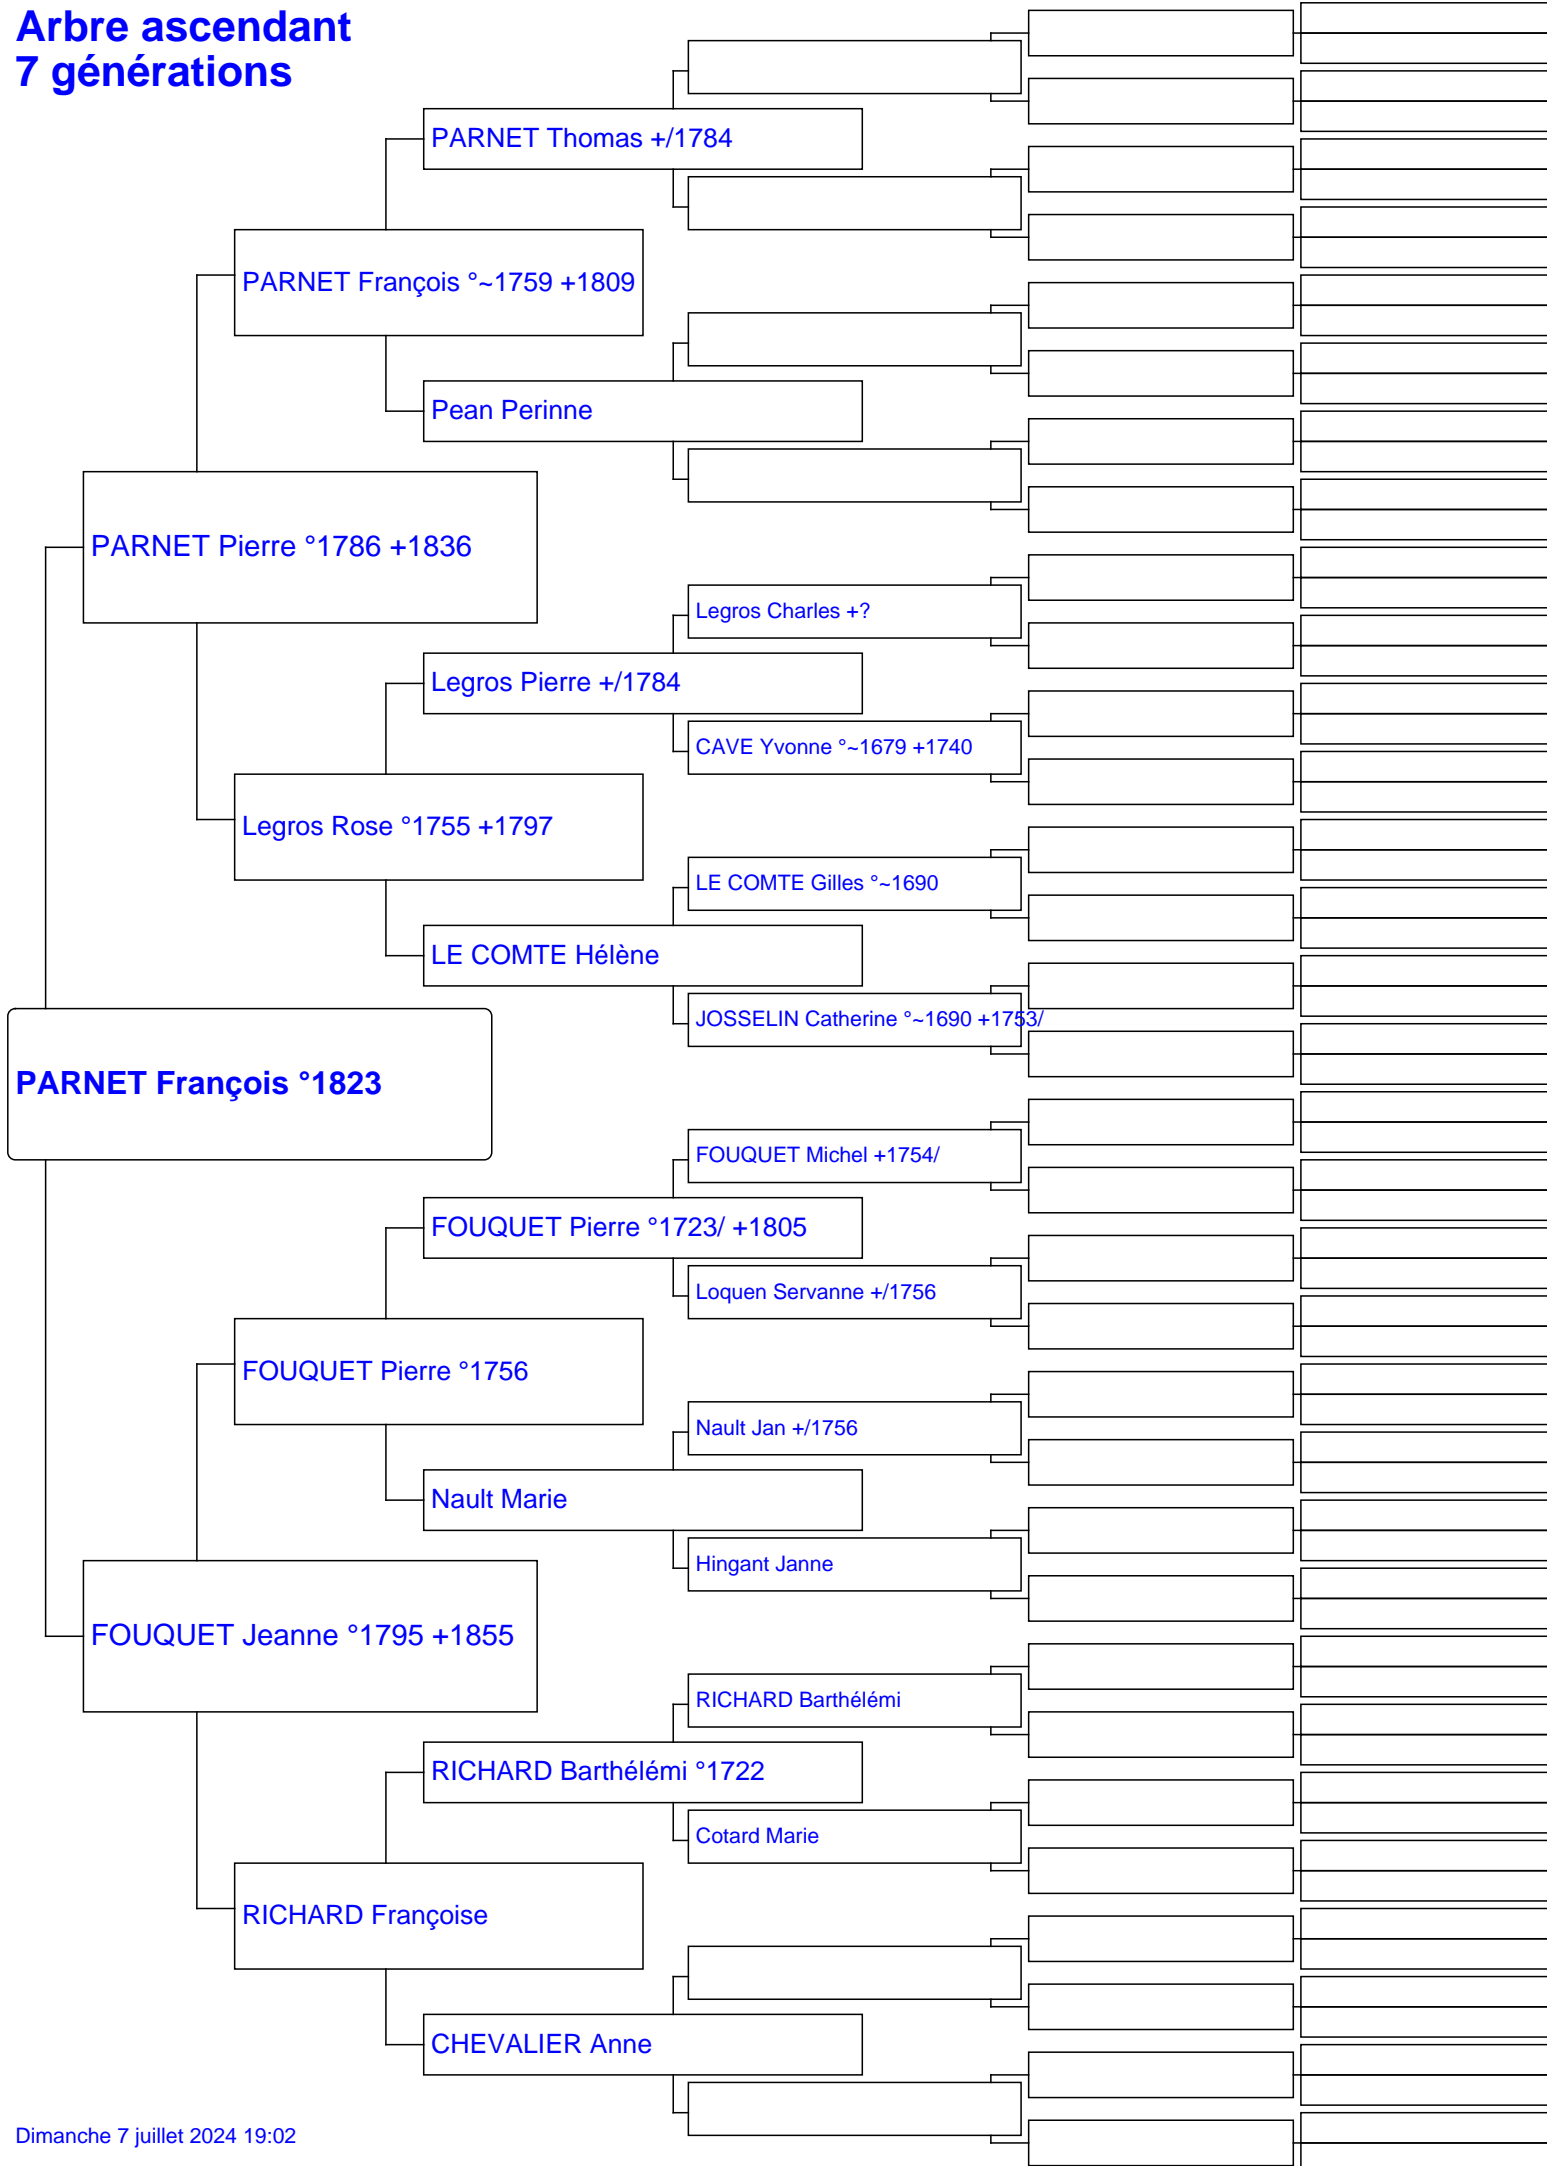 Arbre ascendant
7 générations
PARNET Thomas +/1784
PARNET François °~1759 +1809
Pean Perinne
PARNET Pierre °1786 +1836
Legros Charles +?
Legros Pierre +/1784
CAVE Yvonne °~1679 +1740
Legros Rose °1755 +1797
LE COMTE Gilles °~1690
LE COMTE Hélène
JOSSELIN Catherine °~1690 +1753/
PARNET François °1823
FOUQUET Michel +1754/
FOUQUET Pierre °1723/ +1805
Loquen Servanne +/1756
FOUQUET Pierre °1756
Nault Jan +/1756
Nault Marie
Hingant Janne
FOUQUET Jeanne °1795 +1855
RICHARD Barthélémi
RICHARD Barthélémi °1722
Cotard Marie
RICHARD Françoise
CHEVALIER Anne
Dimanche 7 juillet 2024 19:02